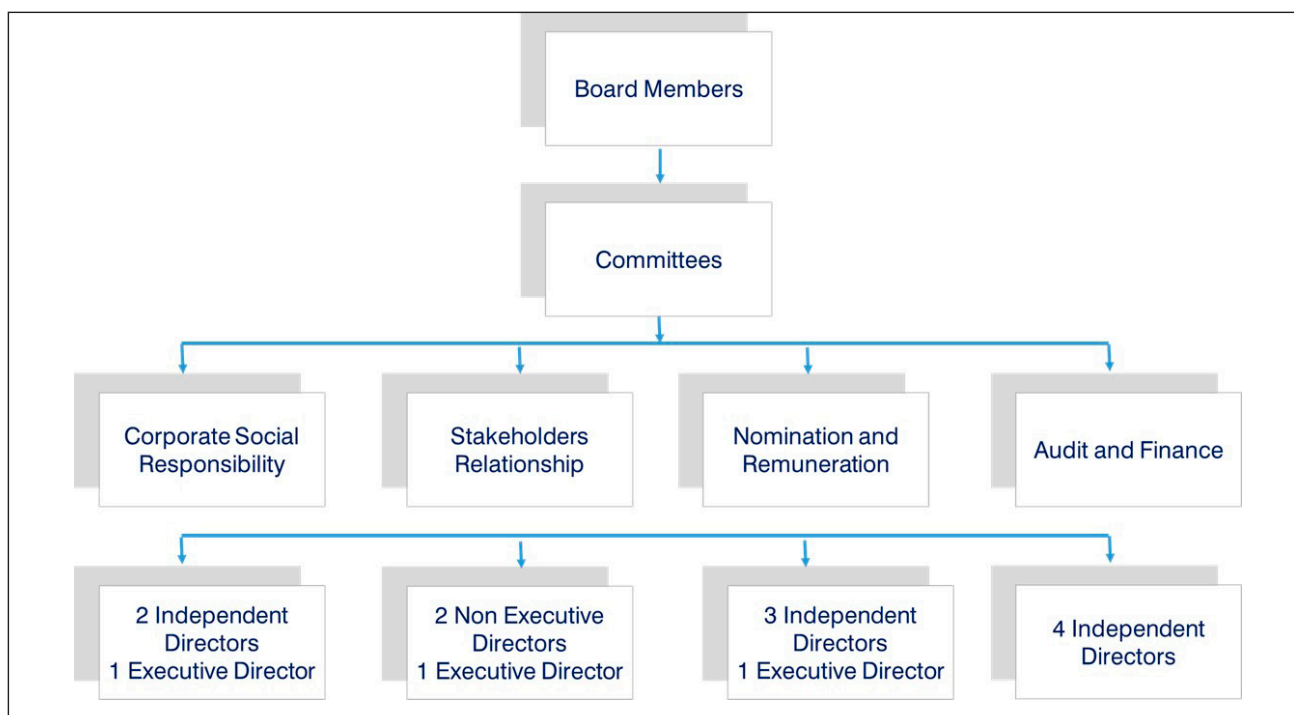 Board Members
Committees
Corporate Social
Responsibility
Stakeholders
Relationship
Nomination and
Remuneration
Audit and Finance
2 Independent
Directors
1 Executive Director
2 Non Executive
Directors
1 Executive Director
3 Independent
Directors
1 Executive Director
4 Independent
Directors